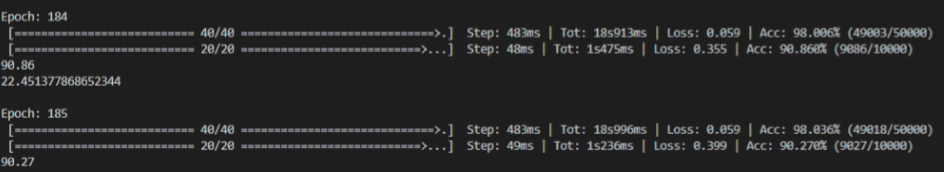 Epoch: 184
[=========================== 40/40 =============================>.] Step: 483ms | Tot: 18s913ms | Loss: 0.059 | Acc: 98.006% (49003/50000)
[=========================== 20/20 ===========================>...] Step: 48ms | Tot: 1s475ms | Loss: 0.355 | Acc: 90.860% (9086/10000)
90.86
22.451377868652344
Epoch: 185
[=========================== 40/40 =============================>.] Step: 483ms | Tot: 18s996ms | Loss: 0.059 | Acc: 98.036% (49018/50000)
[=========================== 20/20 ===========================>...] Step: 49ms | Tot: 1s236ms | Loss: 0.399 | Acc: 90.270% (9027/10000)
90.27